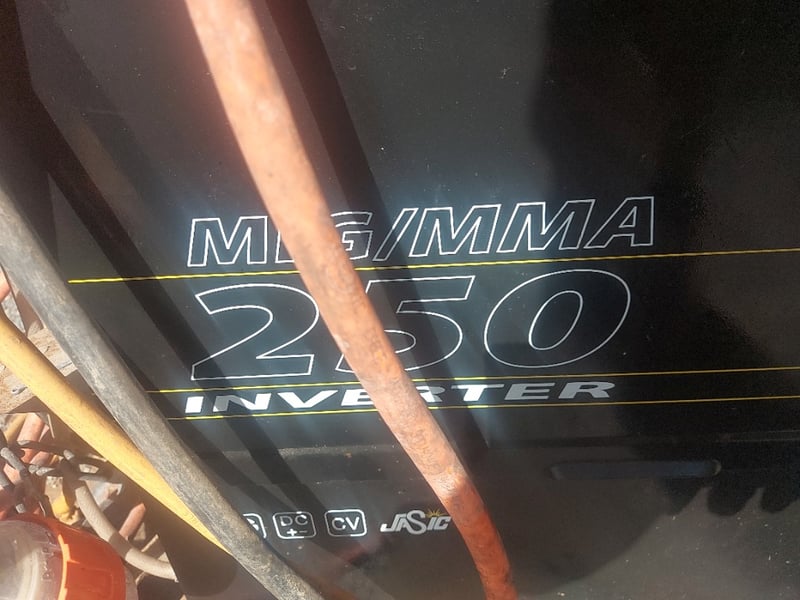 MIG/MMA
250
INVERTER
DC CV JASIC
+−